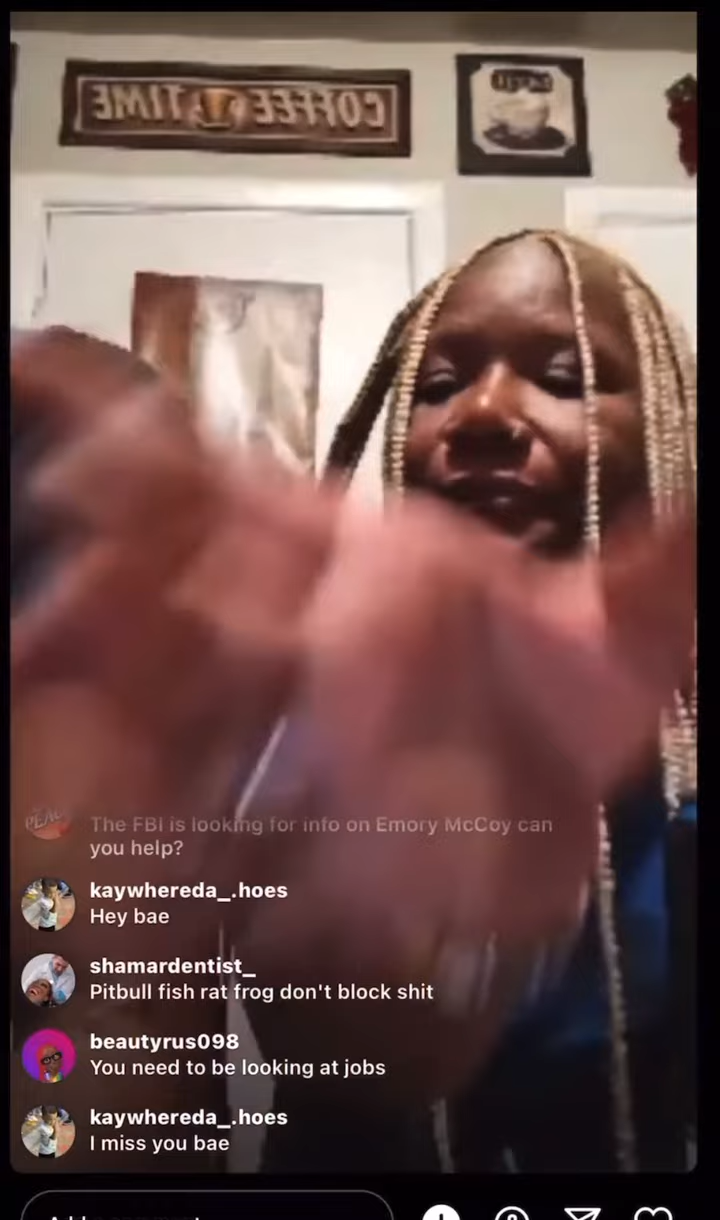 COFFEE TIME
The FBI is looking for info on Emory McCoy can
you help?
kaywhereda_.hoes
Hey bae
shamardentist_
Pitbull fish rat frog don't block shit
beautyrus098
You need to be looking at jobs
kaywhereda_.hoes
I miss you bae